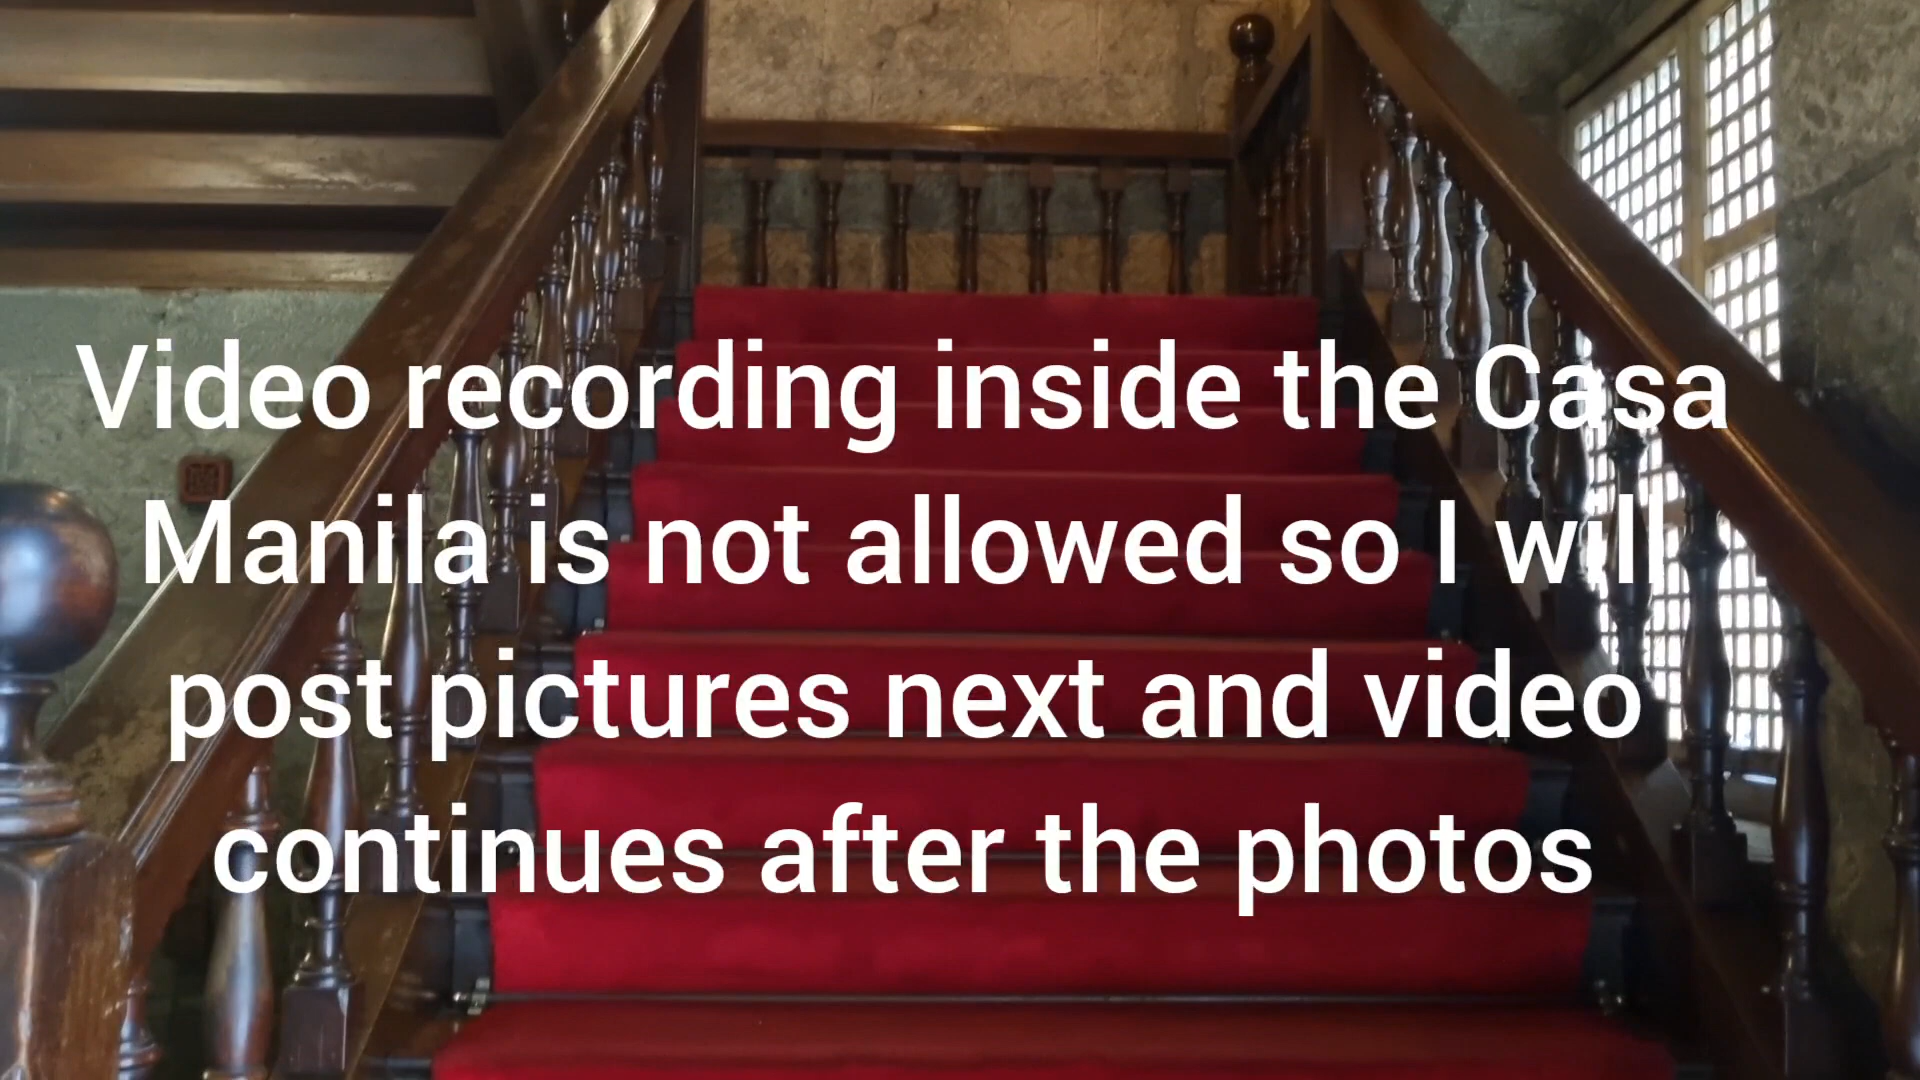 Video recording inside the Casa
Manila is not allowed so I will
post pictures next and video
continues after the photos